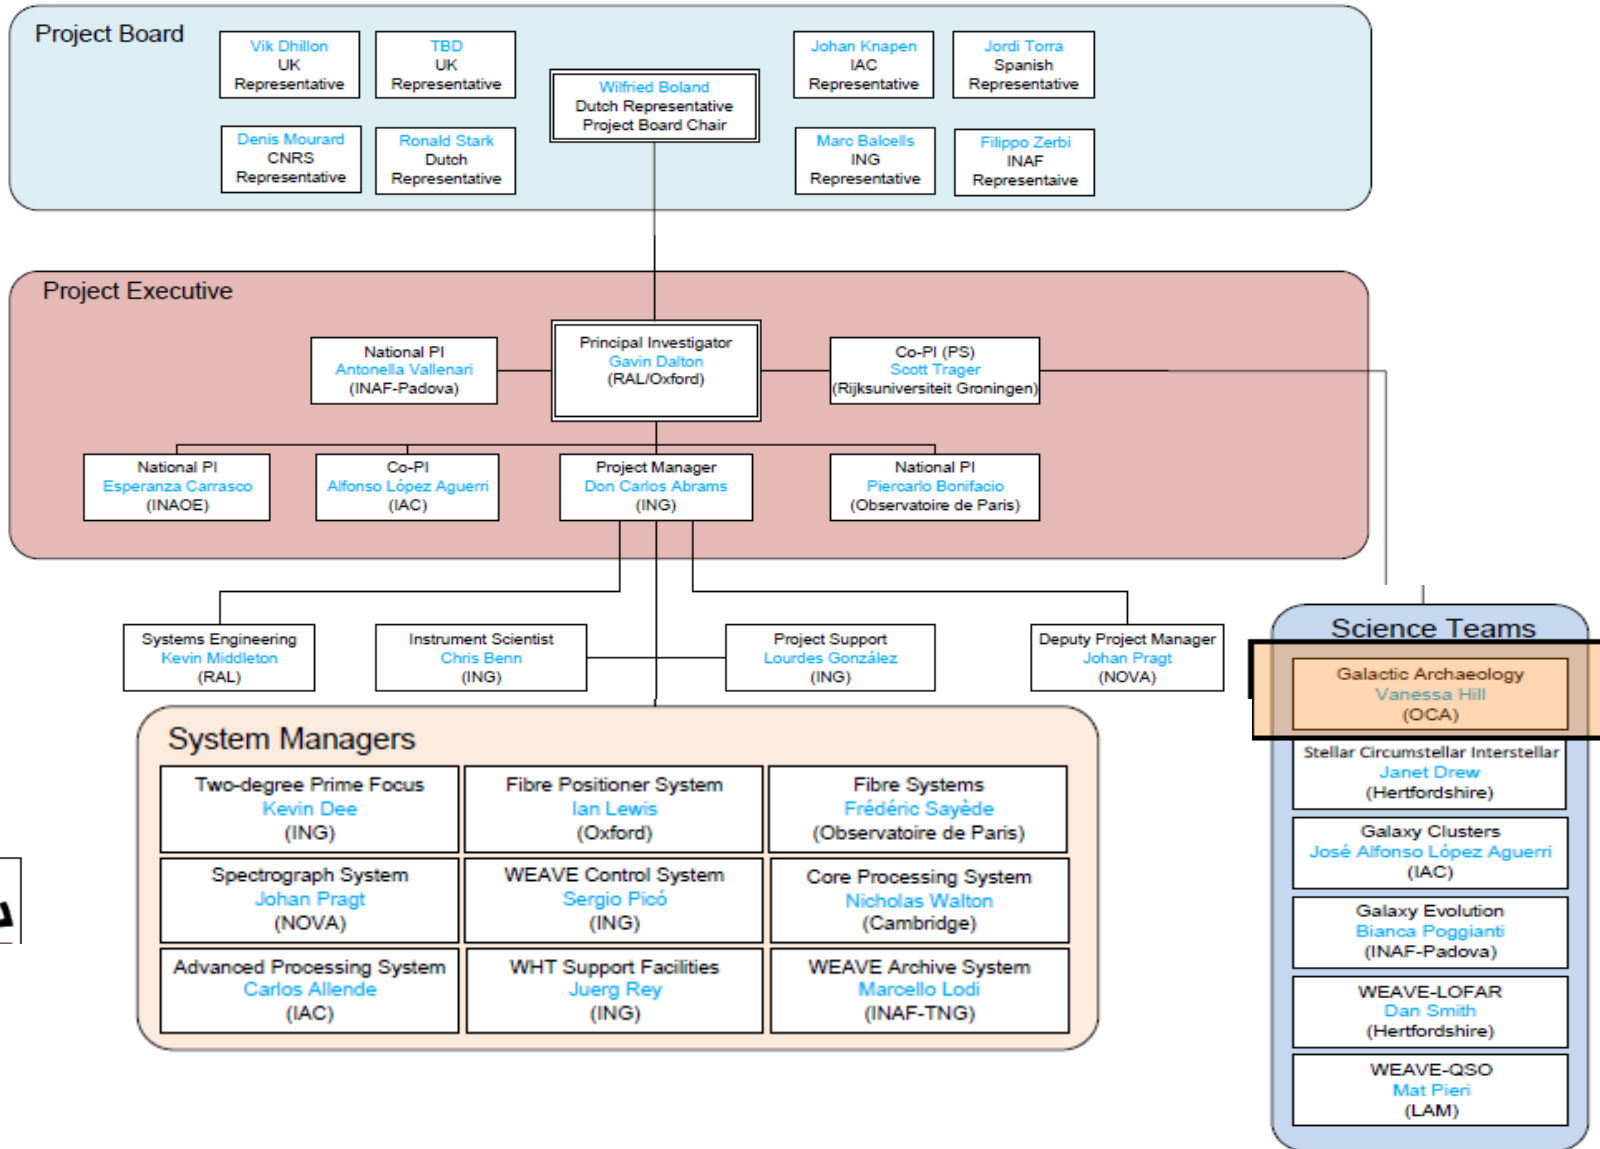 Project Board
Vik Dhillon
UK
Representative
TBD
UK
Representative
Wilfried Boland
Dutch Representative
Project Board Chair
Johan Knapen
IAC
Representative
Jordi Torra
Spanish
Representative
Denis Mourard
CNRS
Representative
Ronald Stark
Dutch
Representative
Marc Balcells
ING
Representative
Filippo Zerbi
INAF
Representaive
Project Executive
National PI
Antonella Vallenari
(INAF-Padova)
Principal Investigator
Gavin Dalton
(RAL/Oxford)
Co-PI (PS)
Scott Trager
(Rijksuniversiteit Groningen)
National PI
Esperanza Carrasco
(INAOE)
Co-PI
Alfonso López Aguerri
(IAC)
Project Manager
Don Carlos Abrams
(ING)
National PI
Piercarlo Bonifacio
(Observatoire de Paris)
Systems Engineering
Kevin Middleton
(RAL)
Instrument Scientist
Chris Benn
(ING)
Project Support
Lourdes González
(ING)
Deputy Project Manager
Johan Pragt
(NOVA)
System Managers
Two-degree Prime Focus
Kevin Dee
(ING)
Fibre Positioner System
Ian Lewis
(Oxford)
Fibre Systems
Frédéric Sayède
(Observatoire de Paris)
Spectrograph System
Johan Pragt
(NOVA)
WEAVE Control System
Sergio Picó
(ING)
Core Processing System
Nicholas Walton
(Cambridge)
Advanced Processing System
Carlos Allende
(IAC)
WHT Support Facilities
Juerg Rey
(ING)
WEAVE Archive System
Marcello Lodi
(INAF-TNG)
Science Teams
Galactic Archaeology
Vanessa Hill
(OCA)
Stellar Circumstellar Interstellar
Janet Drew
(Hertfordshire)
Galaxy Clusters
José Alfonso López Aguerri
(IAC)
Galaxy Evolution
Bianca Poggianti
(INAF-Padova)
WEAVE-LOFAR
Dan Smith
(Hertfordshire)
WEAVE-QSO
Mat Pieri
(LAM)